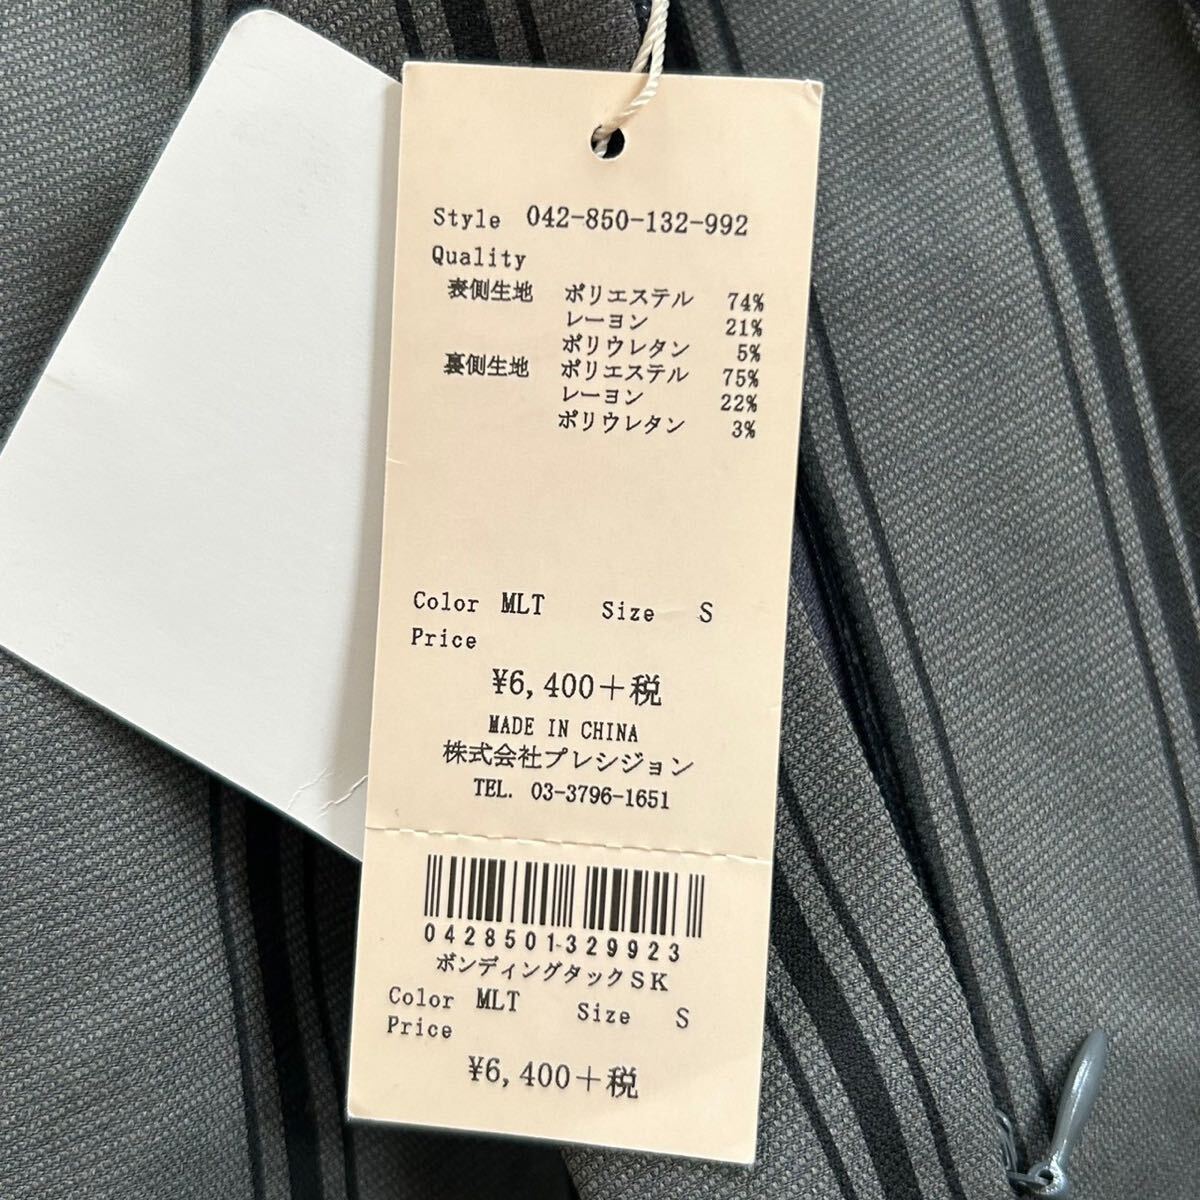 Style 042-850-132-992
Quality
表側生地 ポリエステル 74%
レーヨン 21%
ポリウレタン 5%
裏側生地 ポリエステル 75%
レーヨン 22%
ポリウレタン 3%
Color MLT Size S
Price
¥6,400+税
MADE IN CHINA
株式会社プレシジョン
TEL. 03-3796-1651
0428501329923
ボンディングタックSK
Color MLT Size S
Price
¥6,400+税